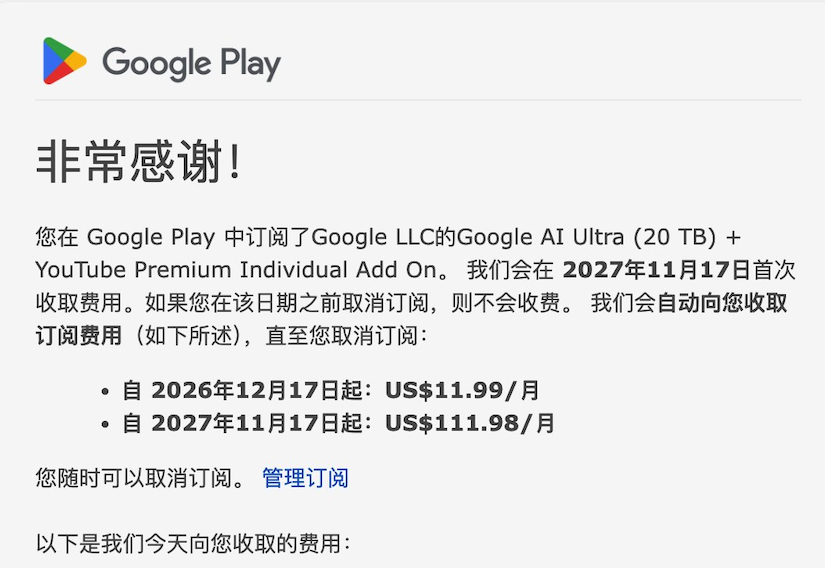 Google Play
非常感谢！
您在 Google Play 中订阅了Google LLC的Google AI Ultra (20 TB) +
YouTube Premium Individual Add On。 我们会在 2027年11月17日首次
收取费用。如果您在该日期之前取消订阅，则不会收费。 我们会自动向您收取
订阅费用（如下所述），直至您取消订阅：
• 自 2026年12月17日起：US$11.99/月
• 自 2027年11月17日起：US$111.98/月
您随时可以取消订阅。 管理订阅
以下是我们今天向您收取的费用：